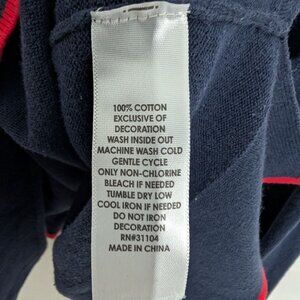 100% COTTON
EXCLUSIVE OF
DECORATION
WASH INSIDE OUT
MACHINE WASH COLD
GENTLE CYCLE
ONLY NON-CHLORINE
BLEACH IF NEEDED
TUMBLE DRY LOW
COOL IRON IF NEEDED
DO NOT IRON
DECORATION
RN#31104
MADE IN CHINA